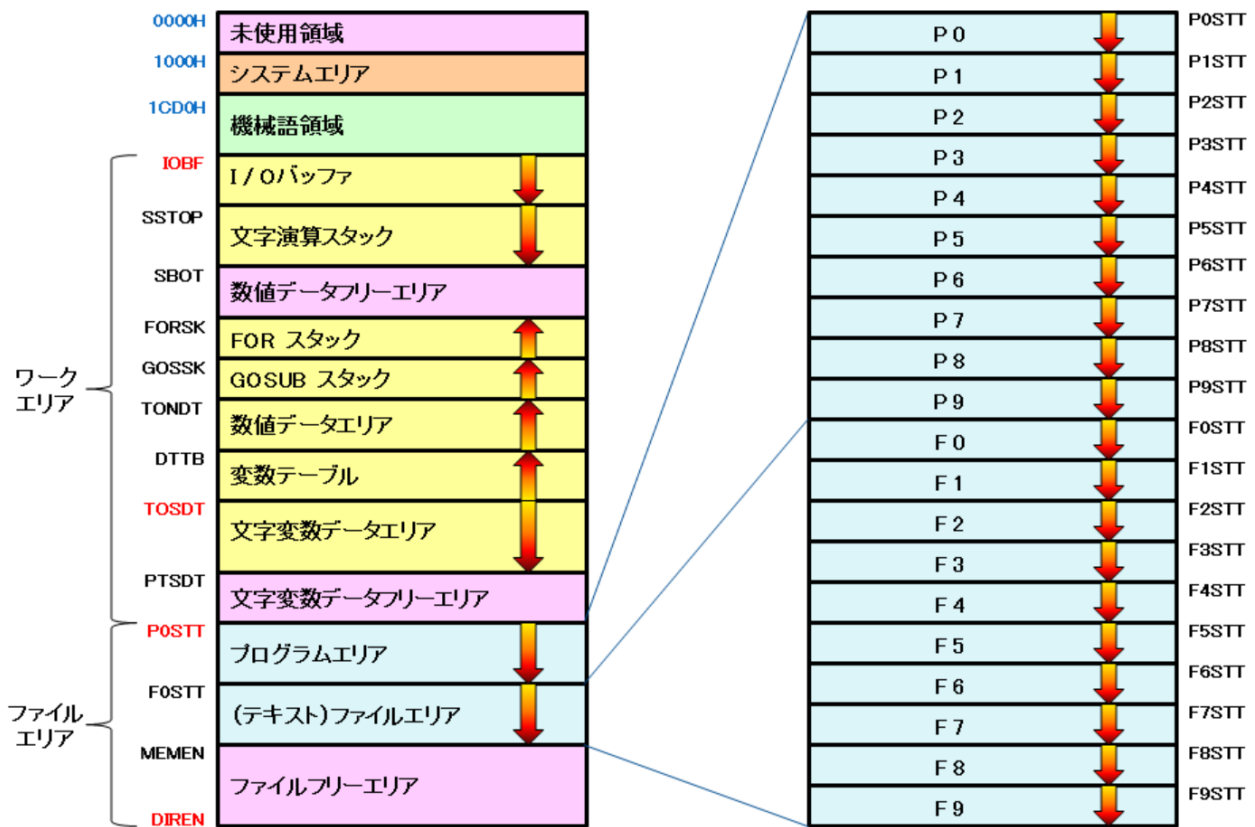 0000H
未使用領域
1000H
システムエリア
1CD0H
機械語領域
IOBF
I/Oバッファ
SSTOP
文字演算スタック
SBOT
数値データフリーエリア
FORSK
FOR スタック
GOSSK
GOSUB スタック
TONDT
数値データエリア
DTTB
変数テーブル
TOSDT
文字変数データエリア
PTSDT
文字変数データフリーエリア
P0STT
プログラムエリア
F0STT
(テキスト)ファイルエリア
MEMEN
ファイルフリーエリア
DIREN
ワーク
エリア
ファイル
エリア
P0
P0STT
P1
P1STT
P2
P2STT
P3
P3STT
P4
P4STT
P5
P5STT
P6
P6STT
P7
P7STT
P8
P8STT
P9
P9STT
F0
F0STT
F1
F1STT
F2
F2STT
F3
F3STT
F4
F4STT
F5
F5STT
F6
F6STT
F7
F7STT
F8
F8STT
F9
F9STT